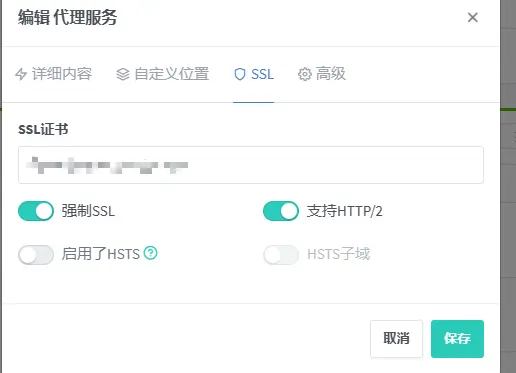 编辑 代理服务
详细内容 自定义位置 SSL 高级
SSL证书
强制SSL 支持HTTP/2
启用了HSTS HSTS子域
取消 保存